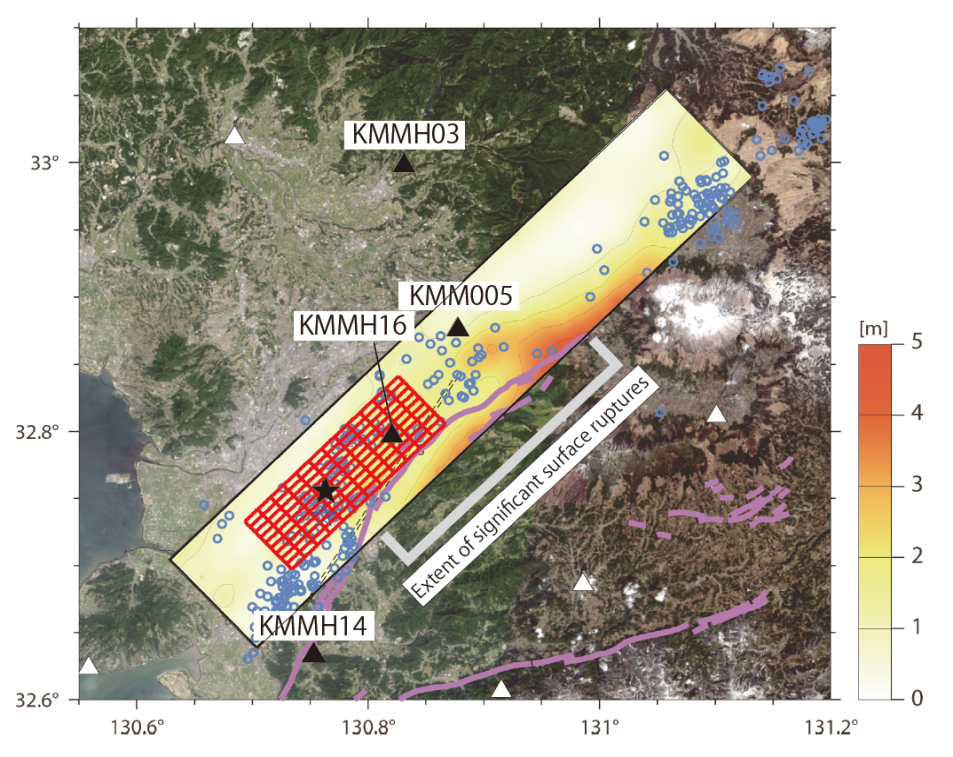 KMMH03
33°
KMM005
KMMH16
[m]
5
4
3
2
1
0
32.8°
Extent of significant surface ruptures
KMMH14
32.6°
130.6°
130.8°
131°
131.2°